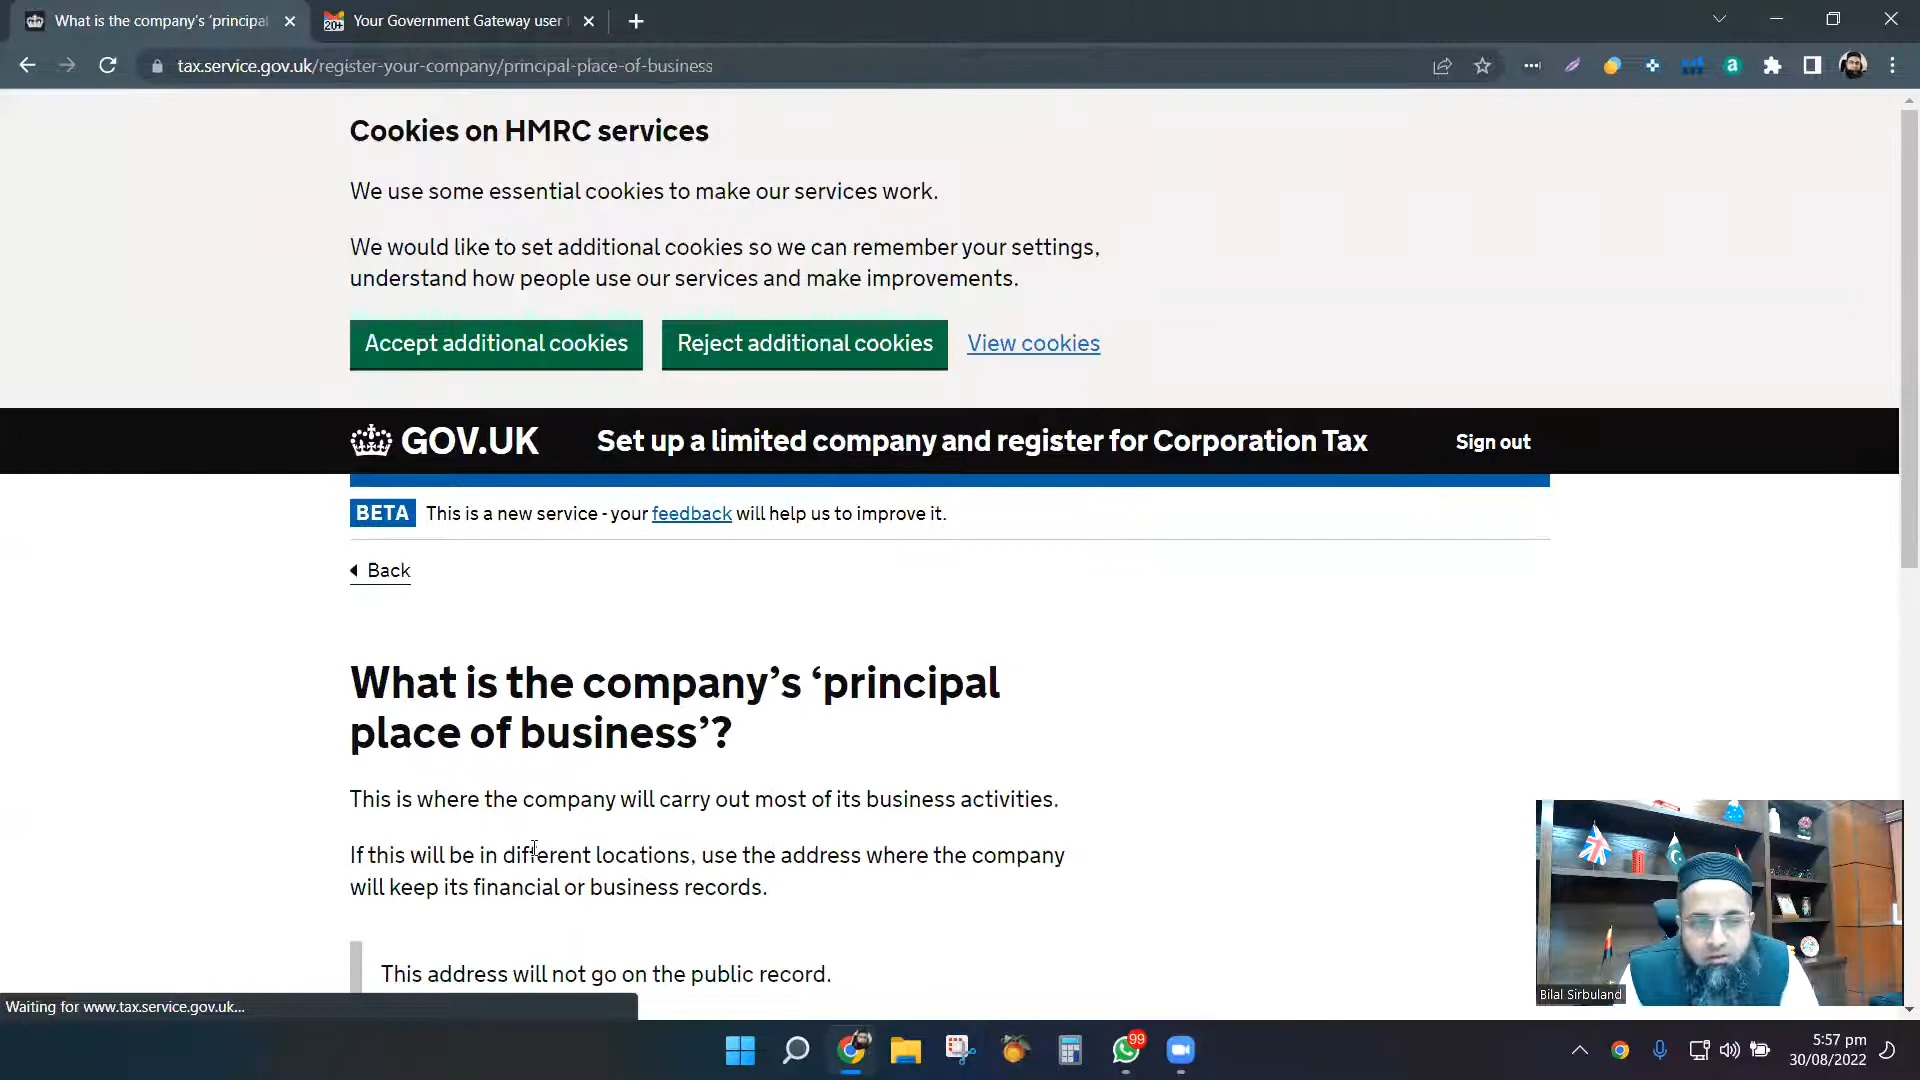 What is the company's 'principal
Your Government Gateway user
tax.service.gov.uk/register-your-company/principal-place-of-business
Cookies on HMRC services
We use some essential cookies to make our services work.
We would like to set additional cookies so we can remember your settings,
understand how people use our services and make improvements.
Accept additional cookies
Reject additional cookies
View cookies
GOV.UK
Set up a limited company and register for Corporation Tax
Sign out
BETA
This is a new service - your feedback will help us to improve it.
Back
What is the company's 'principal
place of business'?
This is where the company will carry out most of its business activities.
If this will be in different locations, use the address where the company
will keep its financial or business records.
This address will not go on the public record.
Bilal Sirbuland
Waiting for www.tax.service.gov.uk...
99
5:57 pm
30/08/2022
20+
a